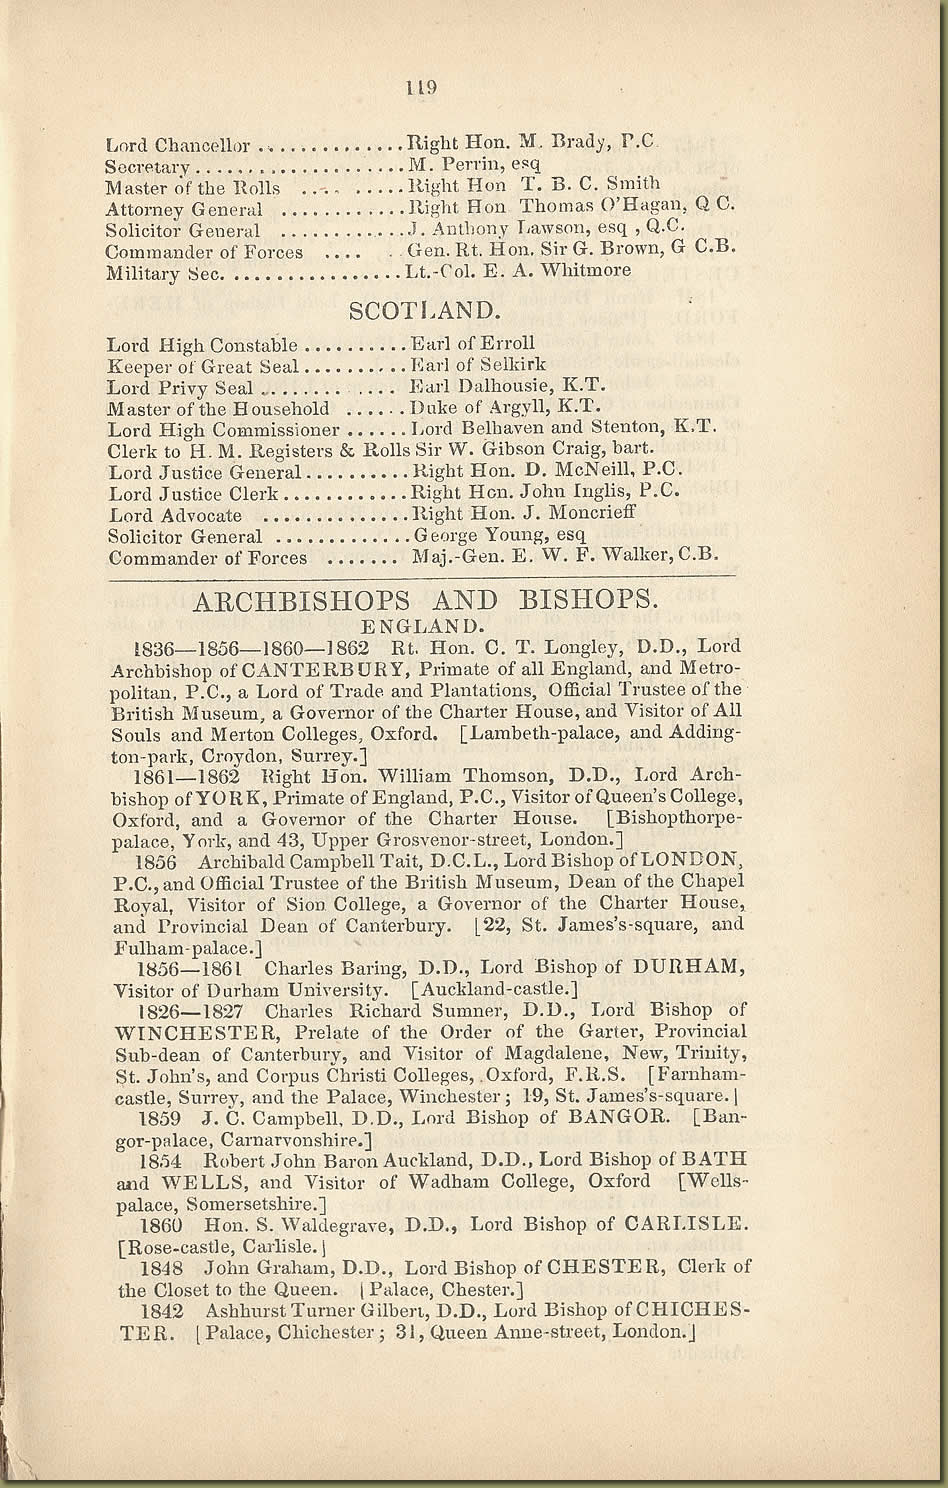 119
Lord Chancellor .............. Right Hon. M. Brady, P.C.
Secretary .................... M. Perrin, esq
Master of the Rolls .... ..... Right Hon T. B. C. Smith
Attorney General ............ Right Hon Thomas O'Hagan, Q C.
Solicitor General ............ J. Anthony Lawson, esq , Q.C.
Commander of Forces .... . . Gen. Rt. Hon. Sir G. Brown, G C.B.
Military Sec. ................ Lt.-Col. E. A. Whitmore
SCOTLAND.
Lord High Constable .......... Earl of Erroll
Keeper of Great Seal .......... Earl of Selkirk
Lord Privy Seal ......... .... Earl Dalhousie, K.T.
Master of the Household ...... Duke of Argyll, K.T.
Lord High Commissioner ...... Lord Belhaven and Stenton, K.T.
Clerk to H. M. Registers & Rolls Sir W. Gibson Craig, bart.
Lord Justice General .......... Right Hon. D. McNeill, P.C.
Lord Justice Clerk ............ Right Hon. John Inglis, P.C.
Lord Advocate .............. Right Hon. J. Moncrieff
Solicitor General ............. George Young, esq
Commander of Forces ....... Maj.-Gen. E. W. F. Walker, C.B.
ARCHBISHOPS AND BISHOPS.
ENGLAND.
1836—1856—1860—1862 Rt. Hon. C. T. Longley, D.D., Lord
Archbishop of CANTERBURY, Primate of all England, and Metro-
politan, P.C., a Lord of Trade and Plantations, Official Trustee of the
British Museum, a Governor of the Charter House, and Visitor of All
Souls and Merton Colleges, Oxford. [Lambeth-palace, and Adding-
ton-park, Croydon, Surrey.]
1861—1862 Right Hon. William Thomson, D.D., Lord Arch-
bishop of YORK, Primate of England, P.C., Visitor of Queen's College,
Oxford, and a Governor of the Charter House. [Bishopthorpe-
palace, York, and 43, Upper Grosvenor-street, London.]
1856 Archibald Campbell Tait, D.C.L., Lord Bishop of LONDON,
P.C., and Official Trustee of the British Museum, Dean of the Chapel
Royal, Visitor of Sion College, a Governor of the Charter House,
and Provincial Dean of Canterbury. [22, St. James's-square, and
Fulham-palace.]
1856—1861 Charles Baring, D.D., Lord Bishop of DURHAM,
Visitor of Durham University. [Auckland-castle.]
1826—1827 Charles Richard Sumner, D.D., Lord Bishop of
WINCHESTER, Prelate of the Order of the Garter, Provincial
Sub-dean of Canterbury, and Visitor of Magdalene, New, Trinity,
St. John's, and Corpus Christi Colleges, Oxford, F.R.S. [Farnham-
castle, Surrey, and the Palace, Winchester; 19, St. James's-square.]
1859 J. C. Campbell, D.D., Lord Bishop of BANGOR. [Ban-
gor-palace, Carnarvonshire.]
1854 Robert John Baron Auckland, D.D., Lord Bishop of BATH
and WELLS, and Visitor of Wadham College, Oxford [Wells-
palace, Somersetshire.]
1860 Hon. S. Waldegrave, D.D., Lord Bishop of CARLISLE.
[Rose-castle, Carlisle.]
1848 John Graham, D.D., Lord Bishop of CHESTER, Clerk of
the Closet to the Queen. [Palace, Chester.]
1842 Ashhurst Turner Gilbert, D.D., Lord Bishop of CHICHES-
TER. [Palace, Chichester; 31, Queen Anne-street, London.]